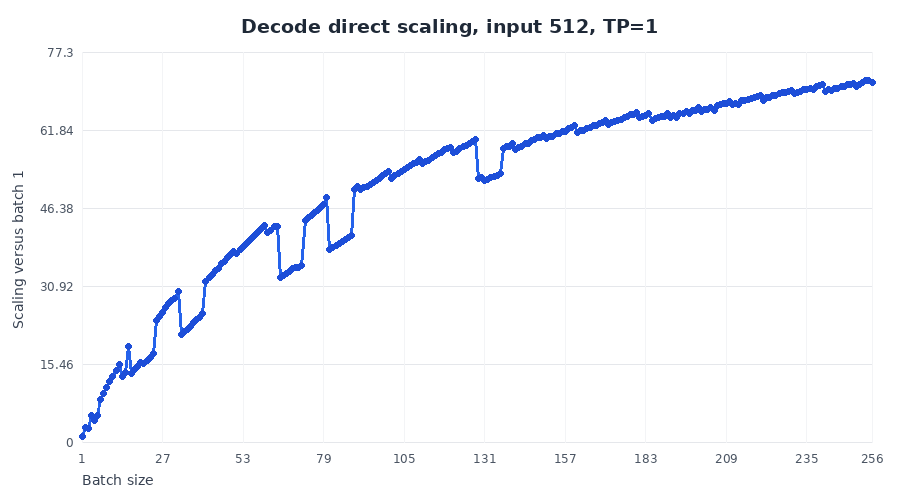 Decode direct scaling, input 512, TP=1
77.3
61.84
46.38
30.92
15.46
0
Scaling versus batch 1
1 27 53 79 105 131 157 183 209 235 256
Batch size